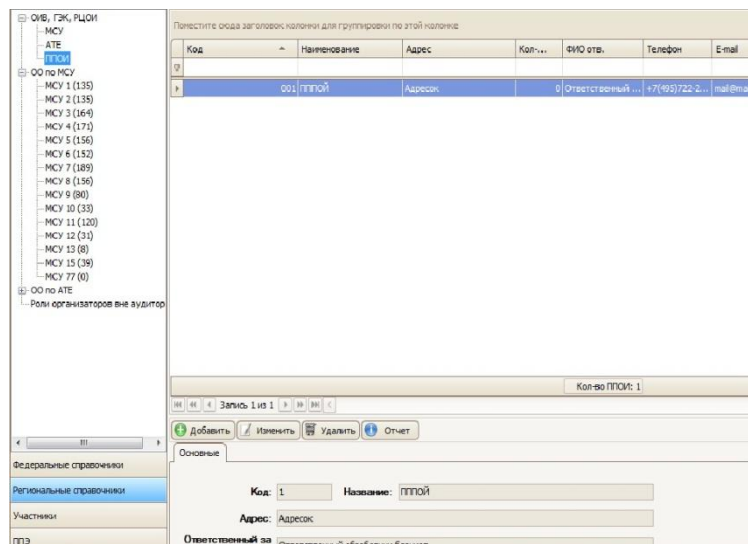 ОИВ, ГЭК, РЦОИ
МСУ
АТЕ
ППОИ
ОО по МСУ
МСУ 1 (135)
МСУ 2 (135)
МСУ 3 (164)
МСУ 4 (171)
МСУ 5 (156)
МСУ 6 (152)
МСУ 7 (189)
МСУ 8 (156)
МСУ 9 (80)
МСУ 10 (33)
МСУ 11 (120)
МСУ 12 (31)
МСУ 13 (8)
МСУ 15 (39)
МСУ 77 (0)
ОО по АТЕ
Роли организаторов вне аудитор
Федеральные справочники
Региональные справочники
Участники
ППЭ
Поместите сюда заголовок колонки для группировки по этой колонке
Код Наименование Адрес Кол-... ФИО отв. Телефон E-mail
001 ПППОЙ Адресок 0 Ответственный ... +7(495)722-2... mail@ma
Кол-во ППОИ: 1
Запись 1 из 1
Добавить Изменить Удалить Отчет
Основные
Код: 1 Название: ПППОЙ
Адрес: Адресок
Ответственный за